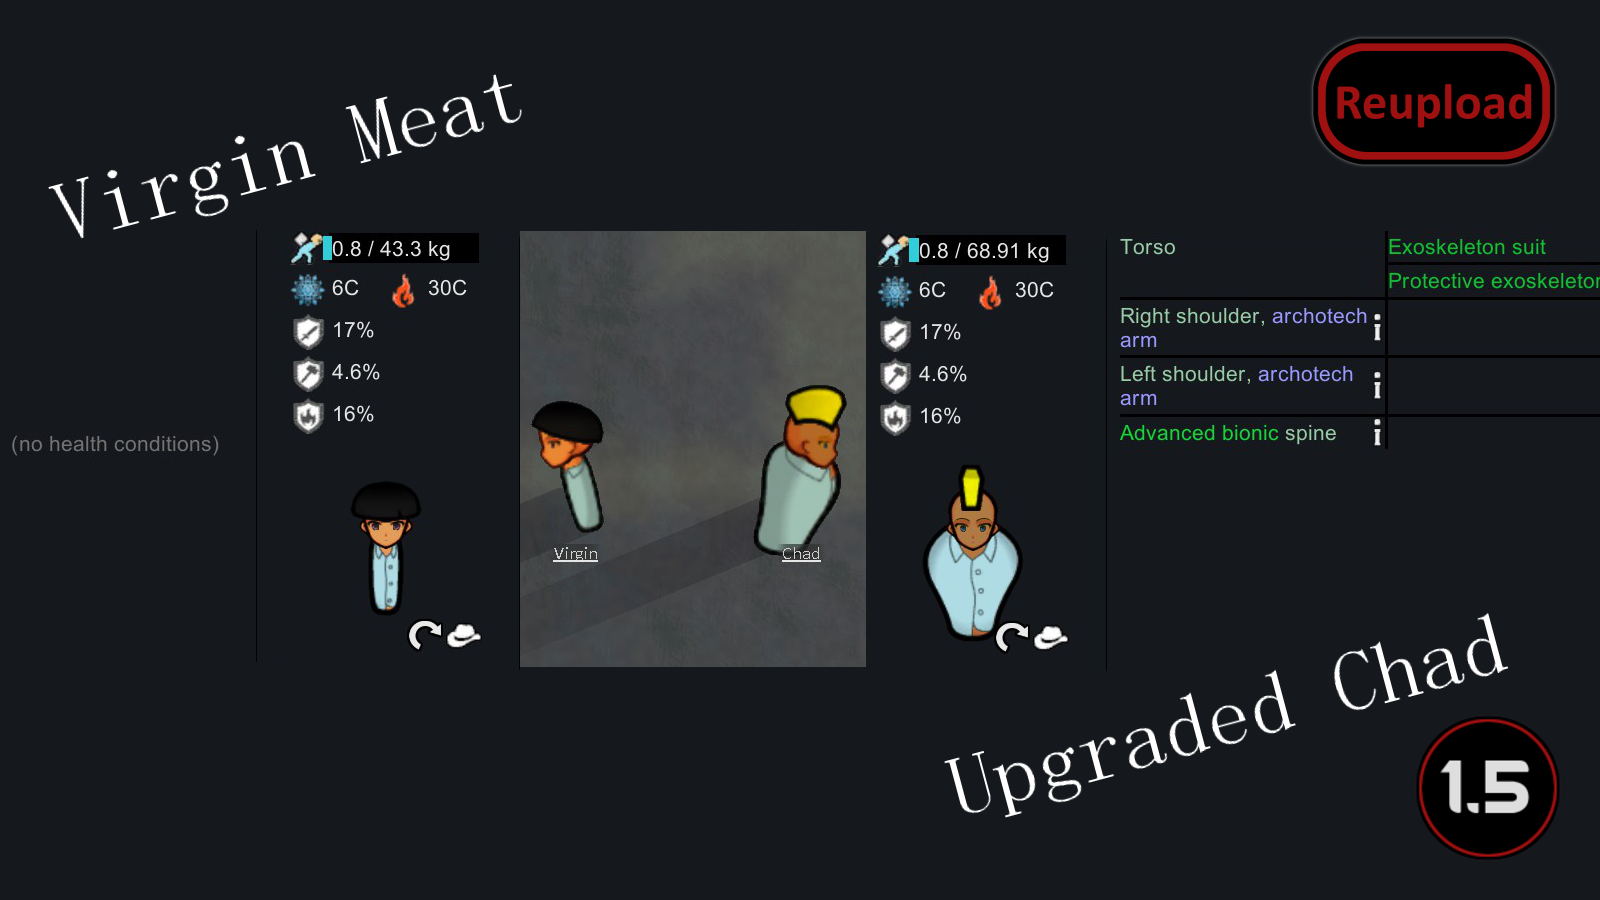 Virgin Meat
Reupload
0.8 / 43.3 kg
6C 30C
17%
4.6%
16%
(no health conditions)
Virgin
Chad
0.8 / 68.91 kg
6C 30C
17%
4.6%
16%
Torso
Exoskeleton suit
Protective exoskeleton
Right shoulder, archotech
arm
Left shoulder, archotech
arm
Advanced bionic spine
Upgraded Chad
1.5